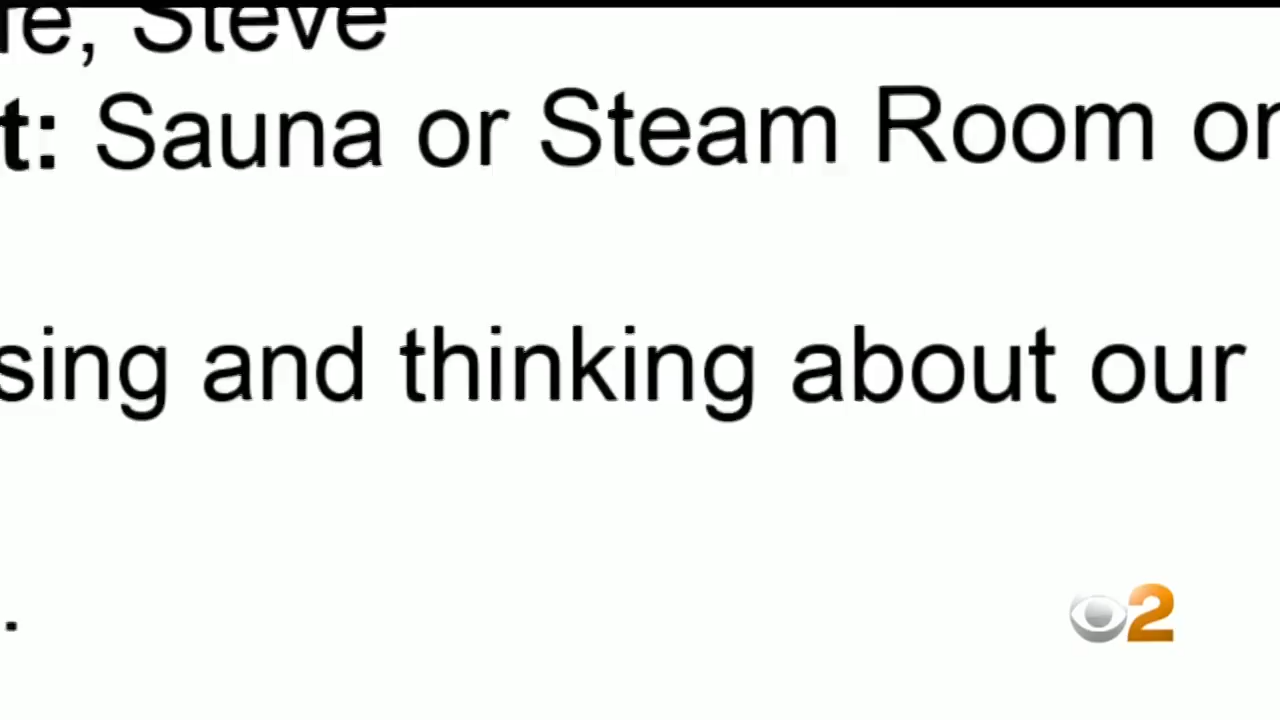 Steve
t: Sauna or Steam Room or
sing and thinking about our
.
2